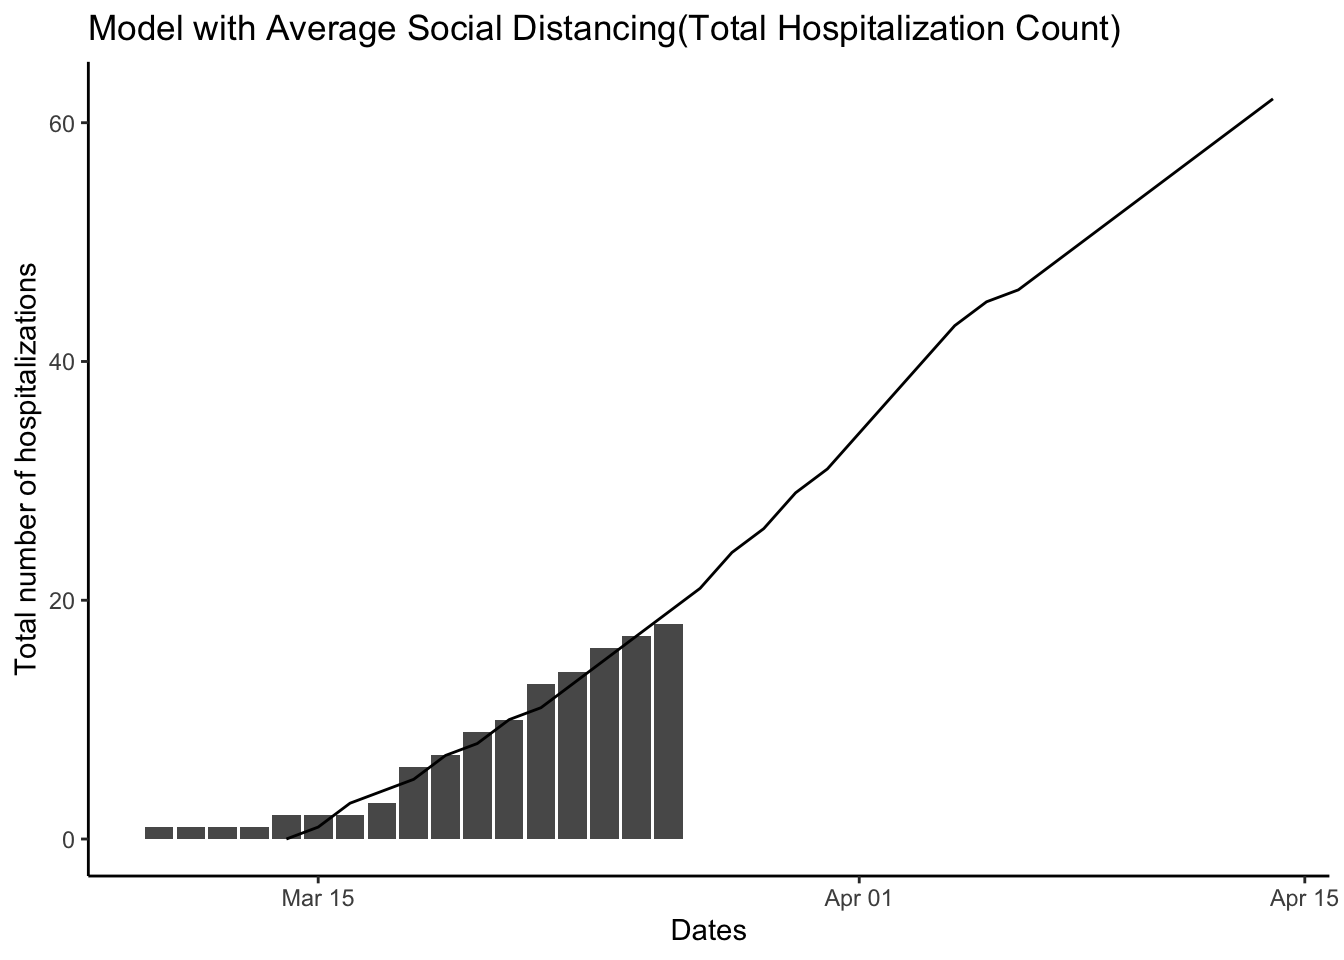 Model with Average Social Distancing(Total Hospitalization Count)
Total number of hospitalizations
60
40
20
0
Mar 15
Apr 01
Apr 15
Dates